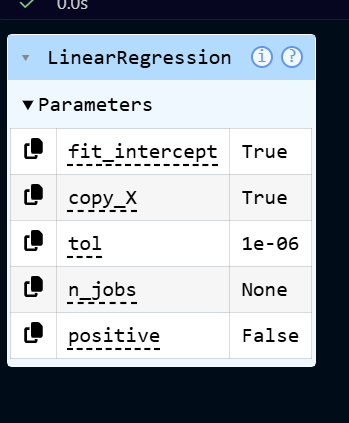 0.0s
LinearRegression i ?
Parameters
fit_intercept True
copy_X True
tol 1e-06
n_jobs None
positive False